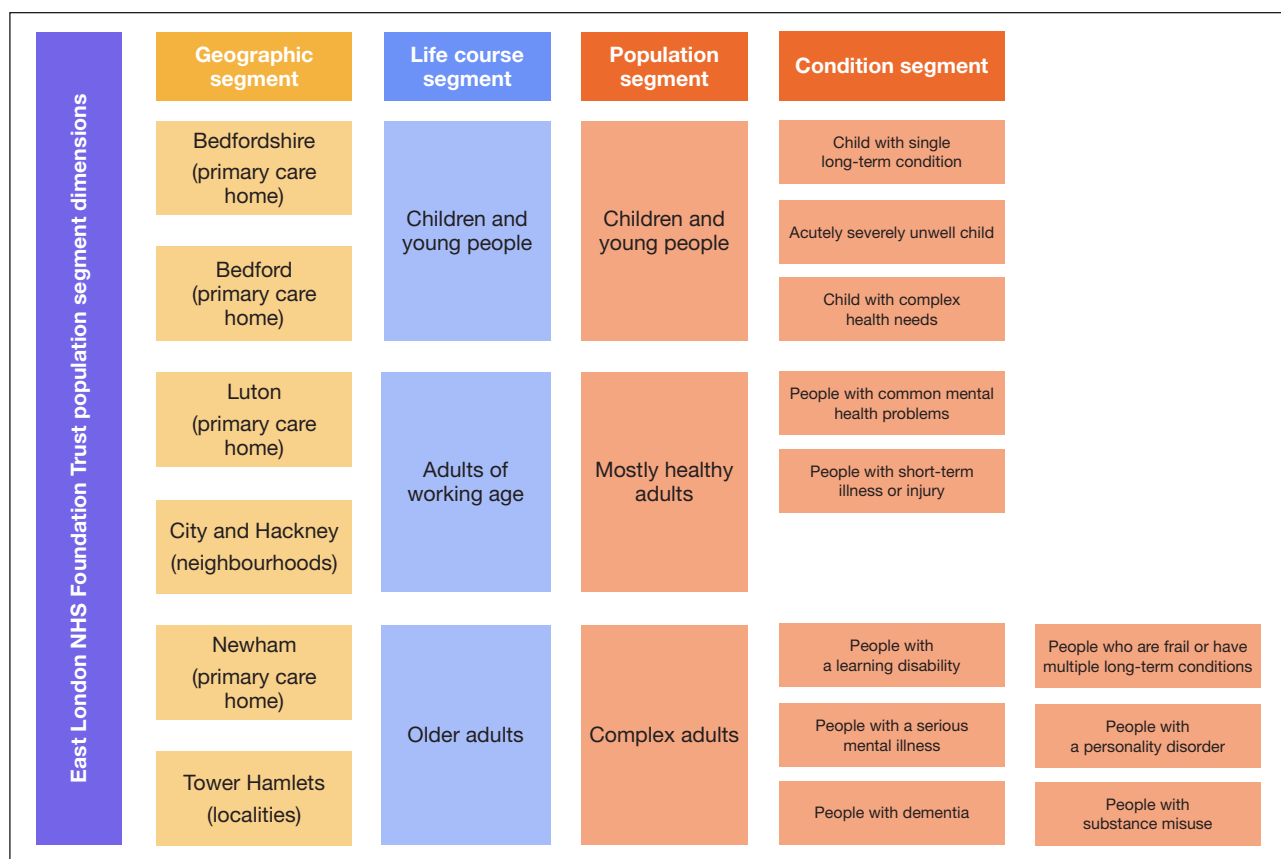 East London NHS Foundation Trust population segment dimensions
Geographic
segment
Bedfordshire
(primary care
home)
Bedford
(primary care
home)
Luton
(primary care
home)
City and Hackney
(neighbourhoods)
Newham
(primary care
home)
Tower Hamlets
(localities)
Life course
segment
Children and
young people
Adults of
working age
Older adults
Population
segment
Children and
young people
Mostly healthy
adults
Complex adults
Condition segment
Child with single
long-term condition
Acutely severely unwell child
Child with complex
health needs
People with common mental
health problems
People with short-term
illness or injury
People with
a learning disability
People with a serious
mental illness
People with dementia
People who are frail or have
multiple long-term conditions
People with
a personality disorder
People with
substance misuse